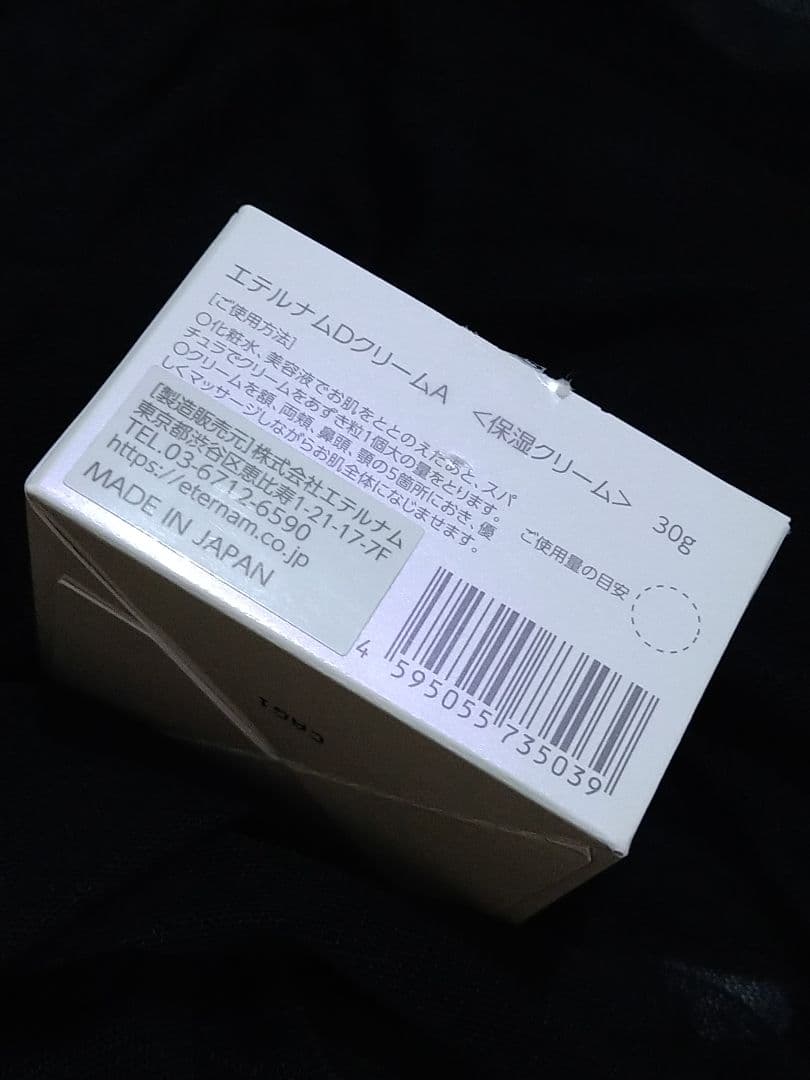 エテルナムDクリームA <保湿クリーム> 30g
[ご使用方法]
〇化粧水、美容液でお肌をととのえたあと、スパ
チュラでクリームをあずき粒1個大の量をとります。
〇クリームを額、両頬、鼻頭、顎の5箇所におき、優
しくマッサージしながらお肌全体になじませます。
ご使用量の目安
[製造販売元]株式会社エテルナム
東京都渋谷区恵比寿1-21-17-7F
TEL.03-6712-6590
https://eternam.co.jp
MADE IN JAPAN
4 595055 735039
CAG1